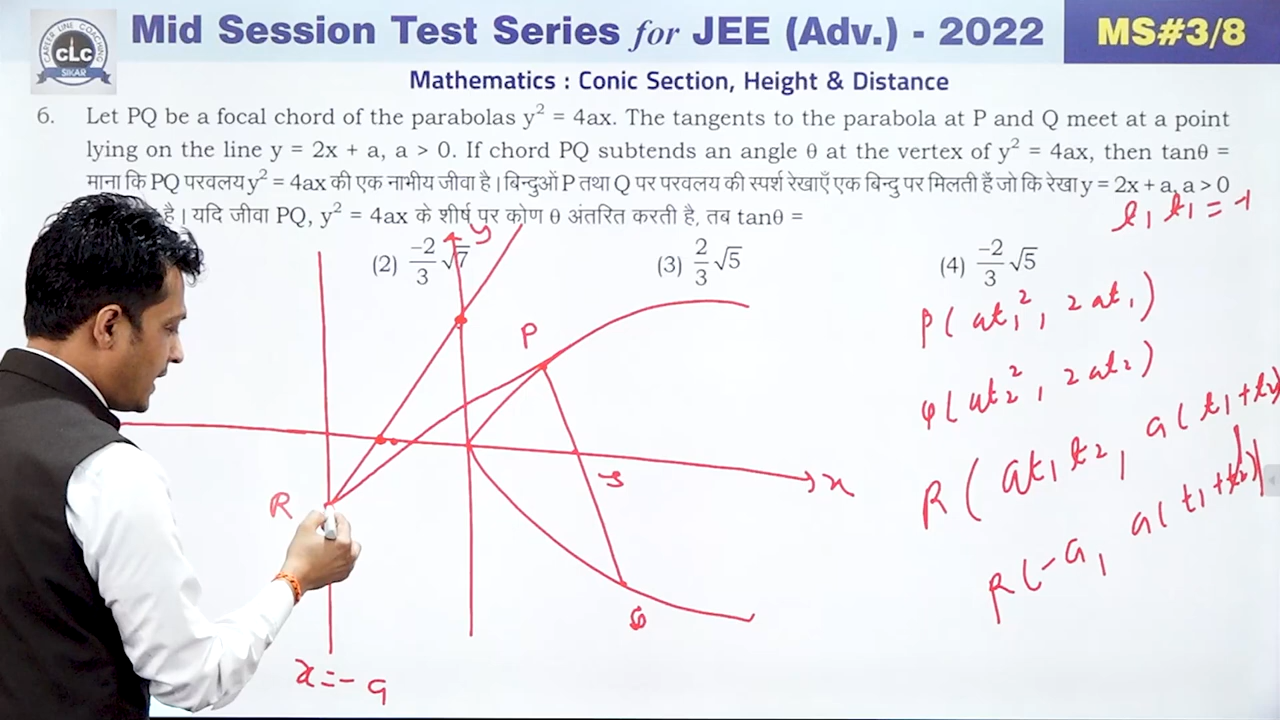 CAREER LINE COACHING
CLC
SIKAR
Mid Session Test Series for JEE (Adv.) - 2022
MS#3/8
Mathematics : Conic Section, Height & Distance
6. Let PQ be a focal chord of the parabolas y² = 4ax. The tangents to the parabola at P and Q meet at a point
lying on the line y = 2x + a, a > 0. If chord PQ subtends an angle θ at the vertex of y² = 4ax, then tanθ =
माना कि PQ परवलय y² = 4ax की एक नाभीय जीवा है। बिन्दुओं P तथा Q पर परवलय की स्पर्श रेखाएँ एक बिन्दु पर मिलती हैं जो कि रेखा y = 2x + a, a > 0
है। यदि जीवा PQ, y² = 4ax के शीर्ष पर कोण θ अंतरित करती है, तब tanθ =
(2) -2/3 √7
(3) 2/3 √5
(4) -2/3 √5
t₁ t₁ = -1
y
P
S
x
R
Q
x = -a
P(at₁², 2at₁)
Q(at₂², 2at₂)
R(at₁t₂, a(t₁+t₂)
R(-a, a(t₁+t₂))